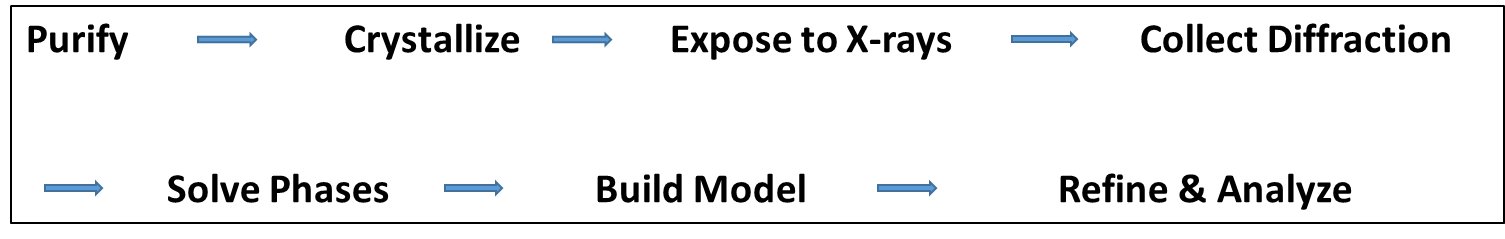 Purify Crystallize Expose to X-rays Collect Diffraction
Solve Phases Build Model Refine & Analyze